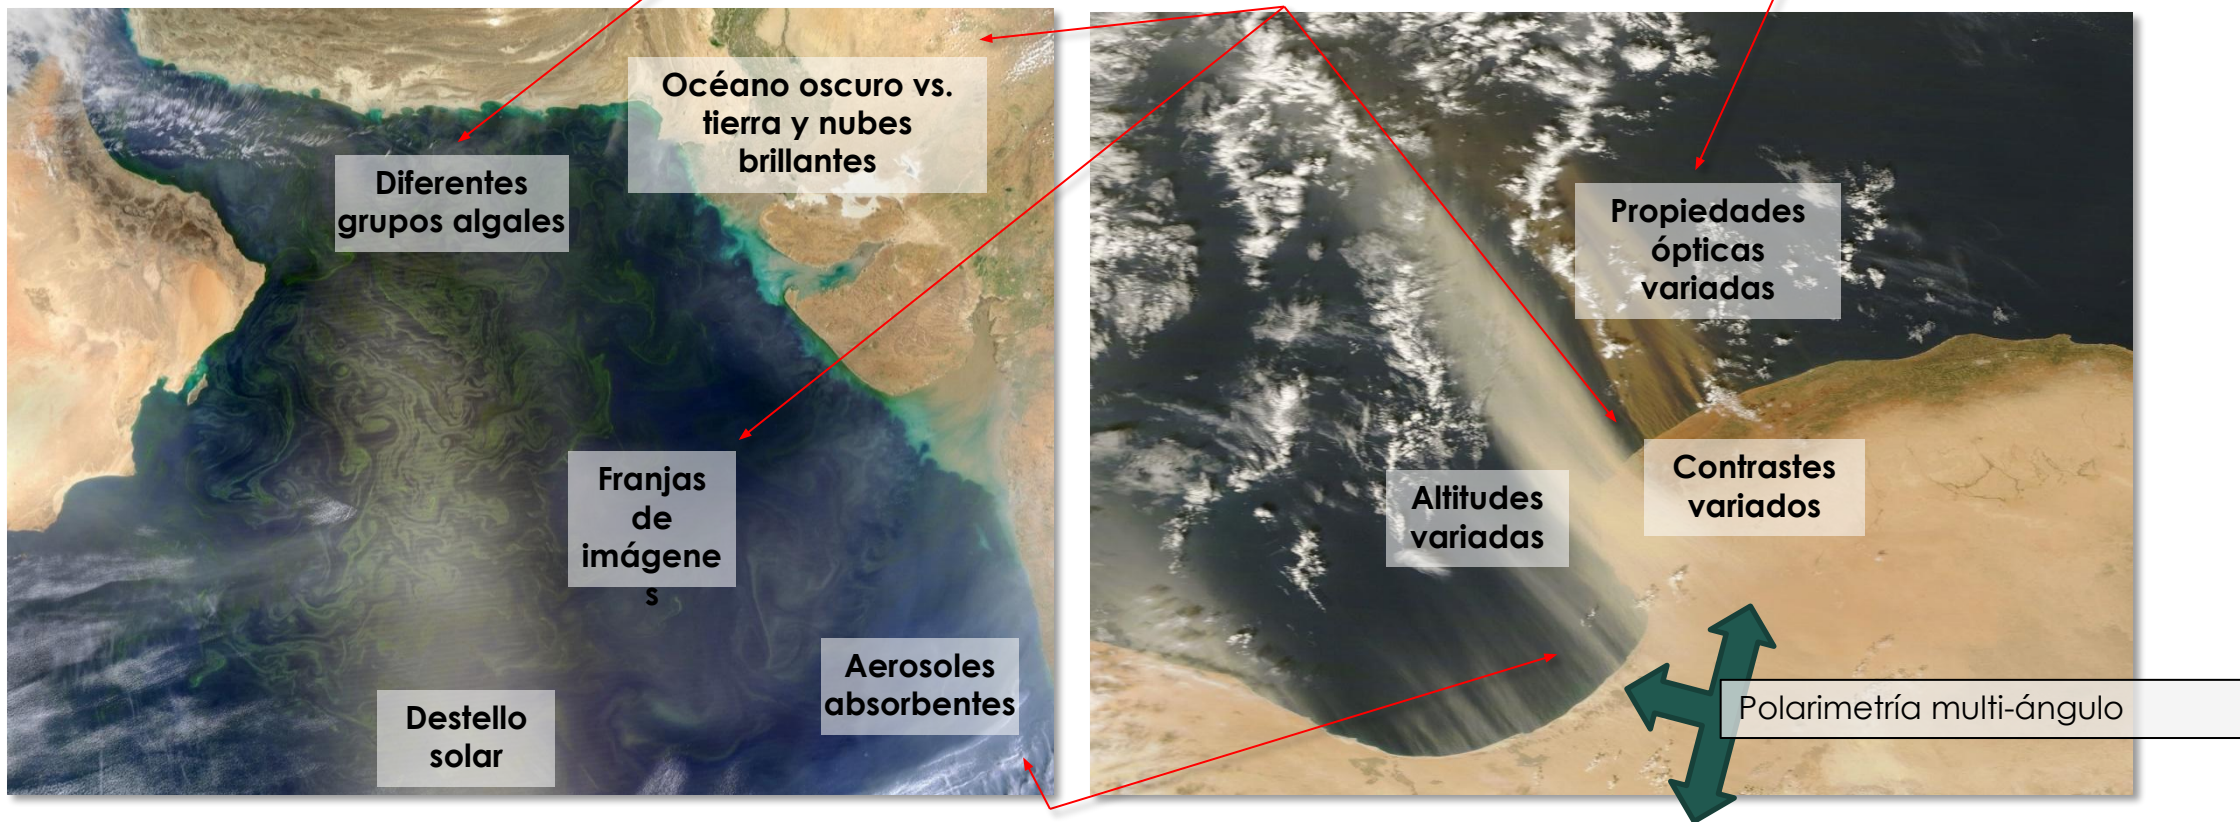 Océano oscuro vs.
tierra y nubes
brillantes
Diferentes
grupos algales
Franjas
de
imágene
s
Aerosoles
absorbentes
Destello
solar
Propiedades
ópticas
variadas
Contrastes
variados
Altitudes
variadas
Polarimetría multi-ángulo